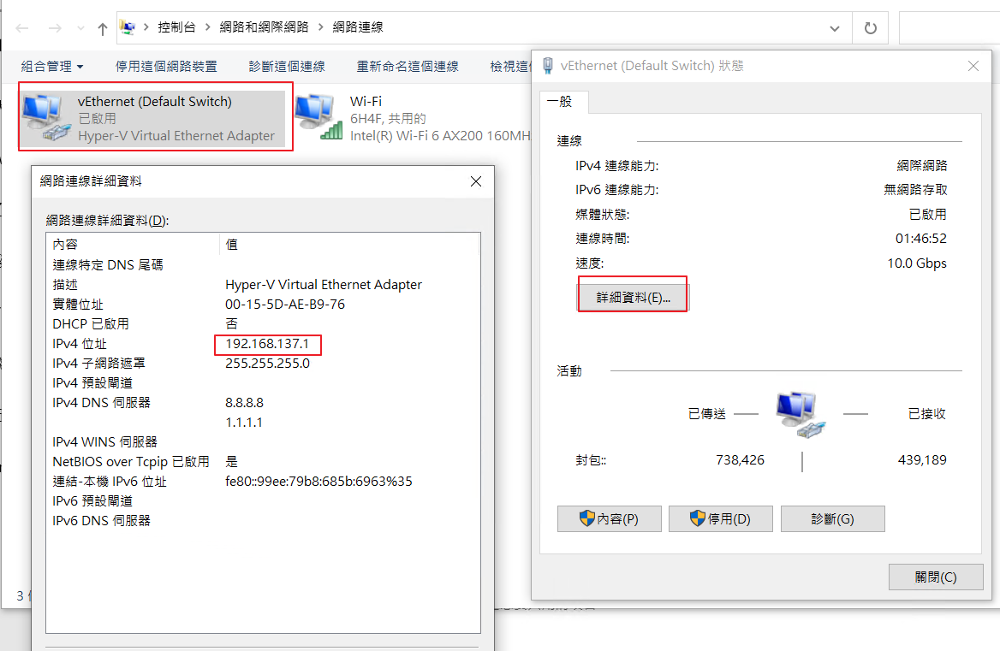 控制台 > 網路和網際網路 > 網路連線
組合管理 停用這個網路裝置 診斷這個連線 重新命名這個連線 檢視這
vEthernet (Default Switch)
已啟用
Hyper-V Virtual Ethernet Adapter
Wi-Fi
6H4F, 共用的
Intel(R) Wi-Fi 6 AX200 160MH
網路連線詳細資料
網路連線詳細資料(D):
內容 值
連線特定 DNS 尾碼
描述 Hyper-V Virtual Ethernet Adapter
實體位址 00-15-5D-AE-B9-76
DHCP 已啟用 否
IPv4 位址 192.168.137.1
IPv4 子網路遮罩 255.255.255.0
IPv4 預設閘道
IPv4 DNS 伺服器 8.8.8.8
1.1.1.1
IPv4 WINS 伺服器
NetBIOS over Tcpip 已啟用 是
連結-本機 IPv6 位址 fe80::99ee:79b8:685b:6963%35
IPv6 預設閘道
IPv6 DNS 伺服器
3
vEthernet (Default Switch) 狀態
一般
連線
IPv4 連線能力: 網際網路
IPv6 連線能力: 無網路存取
媒體狀態: 已啟用
連線時間: 01:46:52
速度: 10.0 Gbps
詳細資料(E)...
活動
已傳送 已接收
封包:: 738,426 439,189
內容(P) 停用(D) 診斷(G)
關閉(C)